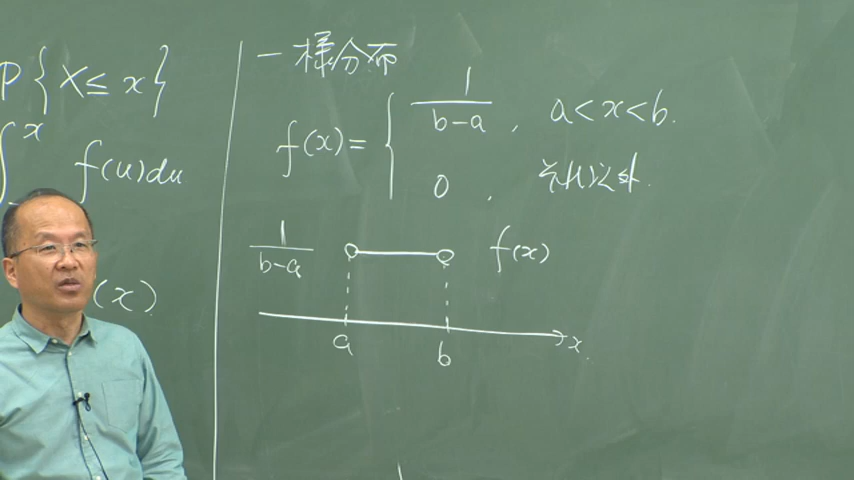 P{X≤x}
∫^x f(u)du
(x)
一様分布
f(x)= { 1/(b-a), a<x<b.
0, それ以外.
1/(b-a) f(x)
a b x